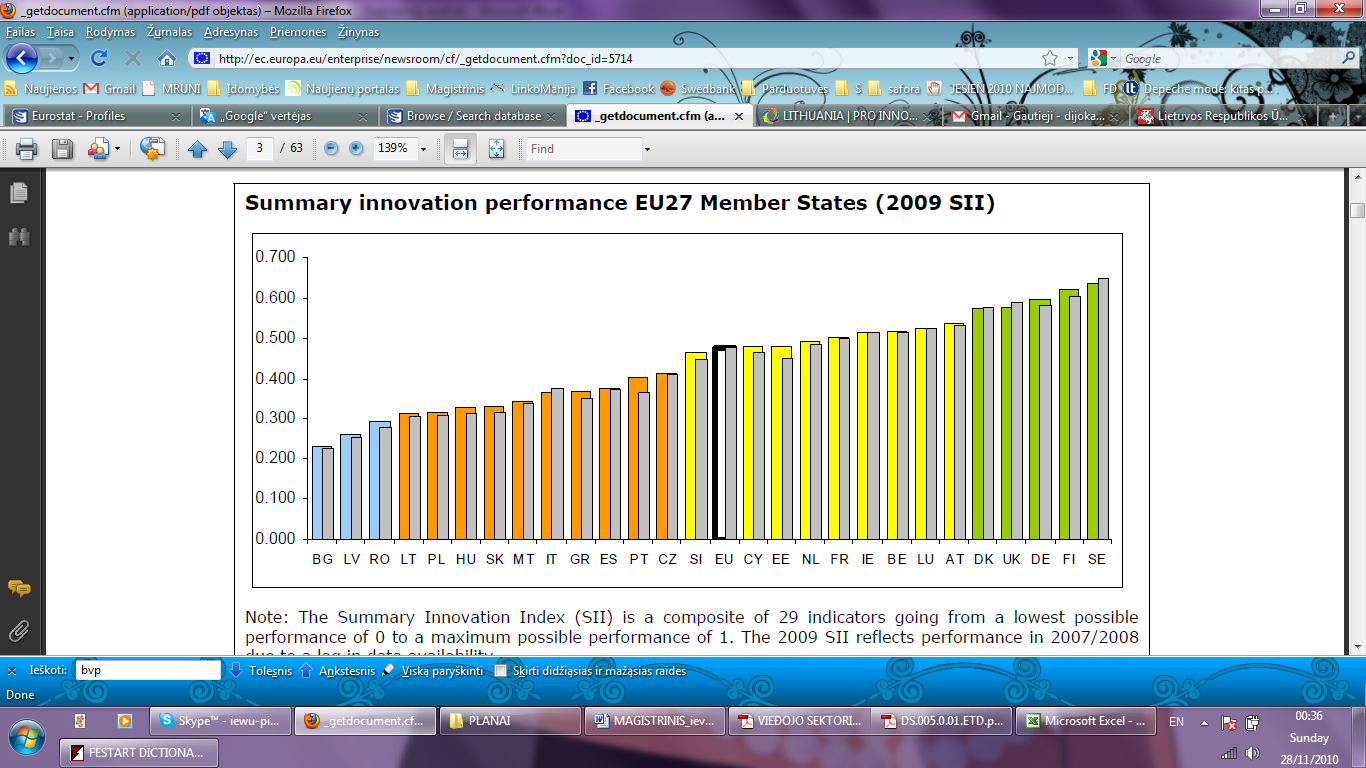 _getdocument.cfm (application/pdf objektas) – Mozilla Firefox
Failas Taisa Rodymas Žurnalas Adresynas Priemonės Žinynas
http://ec.europa.eu/enterprise/newsroom/cf/_getdocument.cfm?doc_id=5714
Google
Naujienos Gmail MRUNI Įdomybės Naujienų portalas Magistrinis LinkoManija Facebook Swedbank Parduotuvės S safora JESIEŃ 2010 NAJMOD... FD Depeche mode: kitas p...
Eurostat - Profiles „Google“ vertėjas Browse / Search database _getdocument.cfm (a... LITHUANIA | PRO INNO... Gmail - Gautieji - dijoka... Lietuvos Respublikos Ū...
3 / 63 139% Find
Summary innovation performance EU27 Member States (2009 SII)
0.700
0.600
0.500
0.400
0.300
0.200
0.100
0.000
BG LV RO LT PL HU SK MT IT GR ES PT CZ SI EU CY EE NL FR IE BE LU AT DK UK DE FI SE
Note: The Summary Innovation Index (SII) is a composite of 29 indicators going from a lowest possible
performance of 0 to a maximum possible performance of 1. The 2009 SII reflects performance in 2007/2008
due to a lag in data availability.
Ieškoti: bvp Tolesnis Ankstesnis Viską paryškinti Skirti didžiąsias ir mažąsias raides
Done
Skype™ - iewu-pi... _getdocument.cf... PLANAI MAGISTRINIS_iev... VIEŠOJO SEKTORI... DS.005.0.01.ETD.p... Microsoft Excel - ... EN 00:36
Sunday
FESTART DICTIONA... 28/11/2010